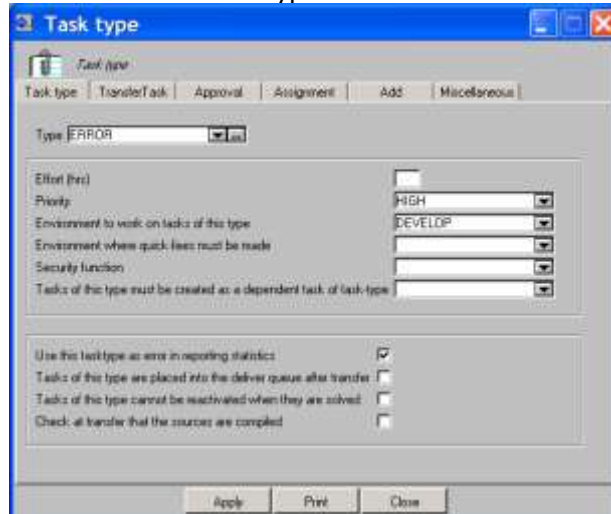 Task type
Task type
Task type TransferTask Approval Assignment Add Miscellaneous
Type ERROR
Effort (hrs)
Priority HIGH
Environment to work on tasks of this type DEVELOP
Environment where quick fixes must be made
Security function
Tasks of this type must be created as a dependent task of task-type
Use this tasktype as error in reporting statistics
Tasks of this type are placed into the deliver queue after transfer
Tasks of this type cannot be reactivated when they are solved
Check at transfer that the sources are compiled
Apply Print Close